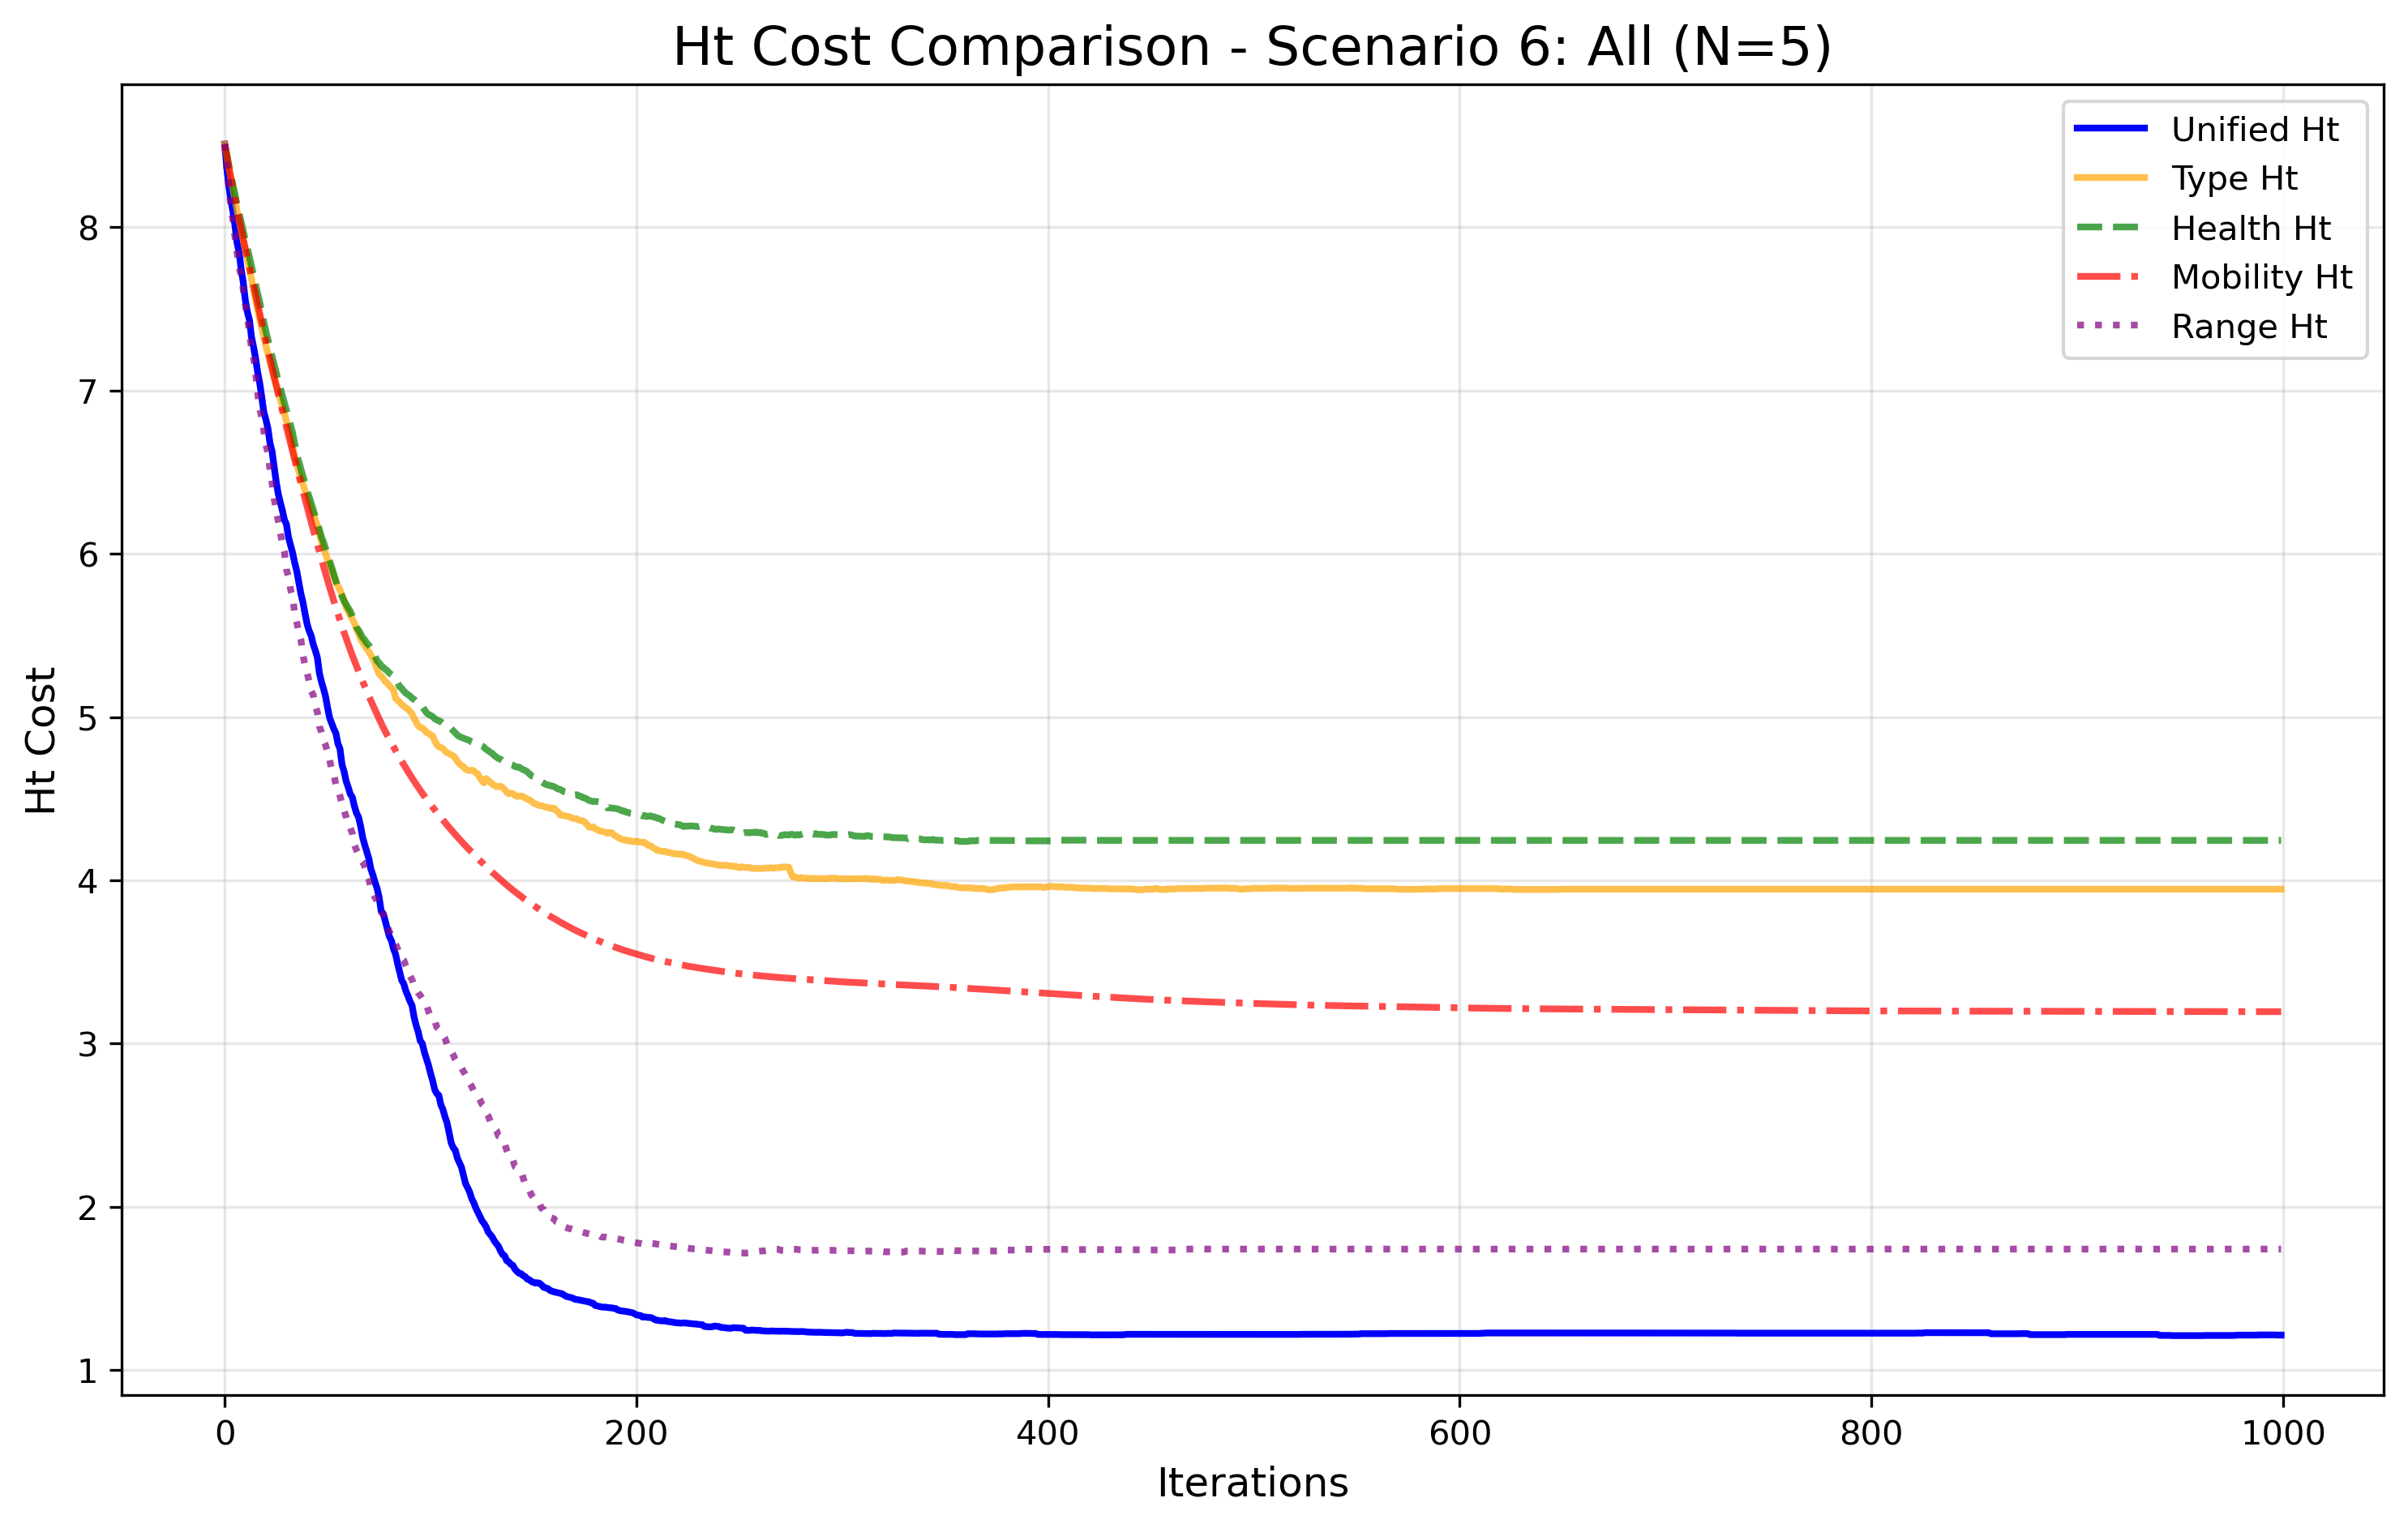 Ht Cost Comparison - Scenario 6: All (N=5)
Unified Ht
Type Ht
Health Ht
Mobility Ht
Range Ht
8
7
6
5
4
3
2
1
Ht Cost
0 200 400 600 800 1000
Iterations